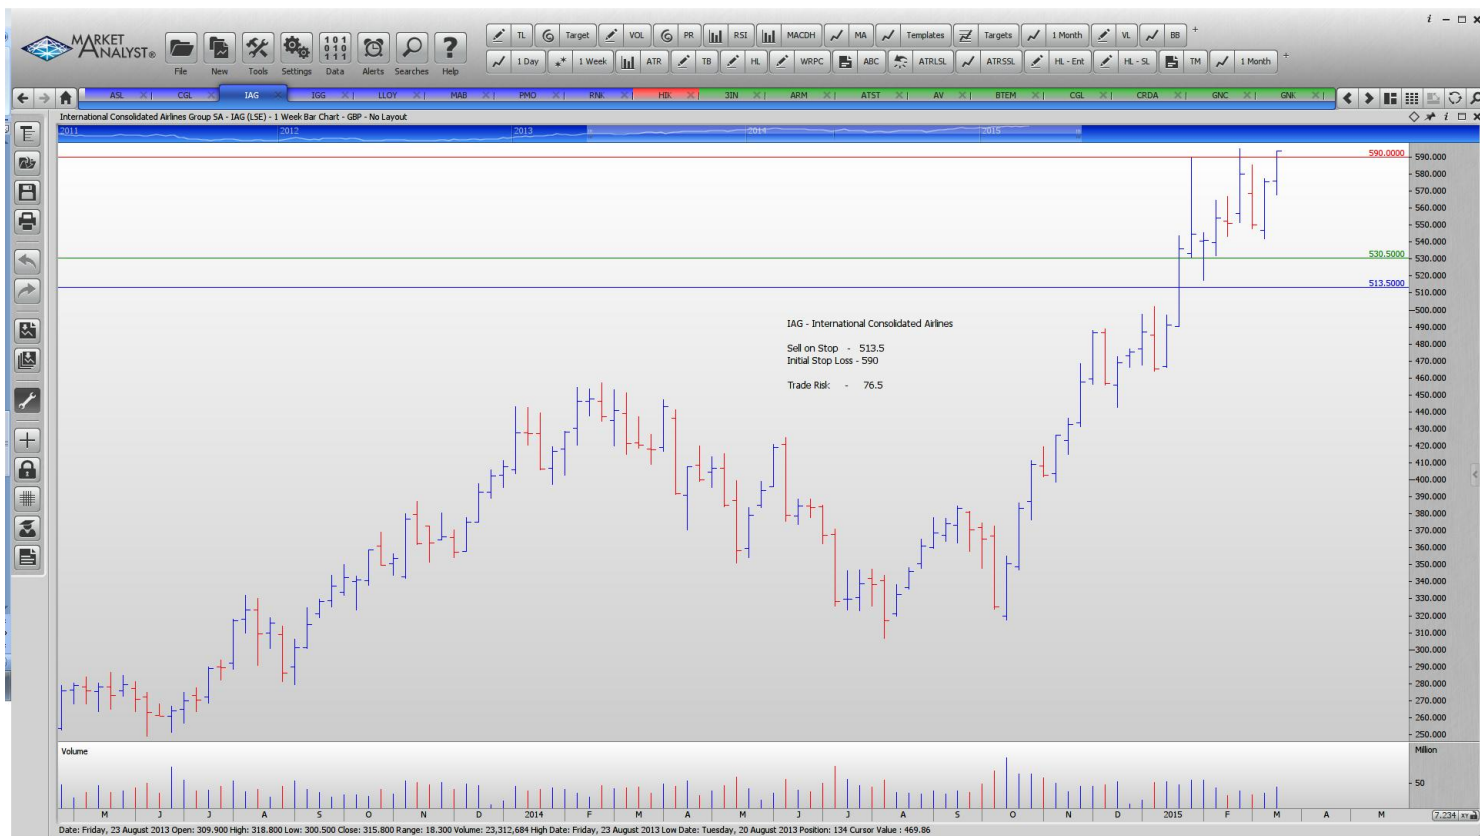 i
MARKET
ANALYST®
File
New
Tools
Settings
Data
Alerts
Searches
Help
101
010
111
TL
Target
VOL
PR
RSI
MACDH
MA
Templates
Targets
1 Month
VL
BB
+
1 Day
1 Week
ATR
TB
HL
WRPC
ABC
ATRLSL
ATRSSL
HL - Ent
HL - SL
TM
1 Month
+
ASL
CGL
IAG
IGG
LLOY
MAB
PMO
RNK
HIK
3IN
ARM
ATST
AV
BTEM
CGL
CRDA
GNC
GNK
International Consolidated Airlines Group SA - IAG (LSE) - 1 Week Bar Chart - GBP - No Layout
2011
2012
2013
2014
2015
590.0000
530.5000
513.5000
590.000
580.000
570.000
560.000
550.000
540.000
530.000
520.000
510.000
500.000
490.000
480.000
470.000
460.000
450.000
440.000
430.000
420.000
410.000
400.000
390.000
380.000
370.000
360.000
350.000
340.000
330.000
320.000
310.000
300.000
290.000
280.000
270.000
260.000
250.000
IAG - International Consolidated Airlines
Sell on Stop - 513.5
Initial Stop Loss - 590
Trade Risk - 76.5
Volume
Million
50
M J J A S O N D 2014 F M A M J J A S O N D 2015 F M A M
7.234 XY
Date: Friday, 23 August 2013 Open: 309.900 High: 318.800 Low: 300.500 Close: 315.800 Range: 18.300 Volume: 23,312,684 High Date: Friday, 23 August 2013 Low Date: Tuesday, 20 August 2013 Position: 134 Cursor Value : 469.86